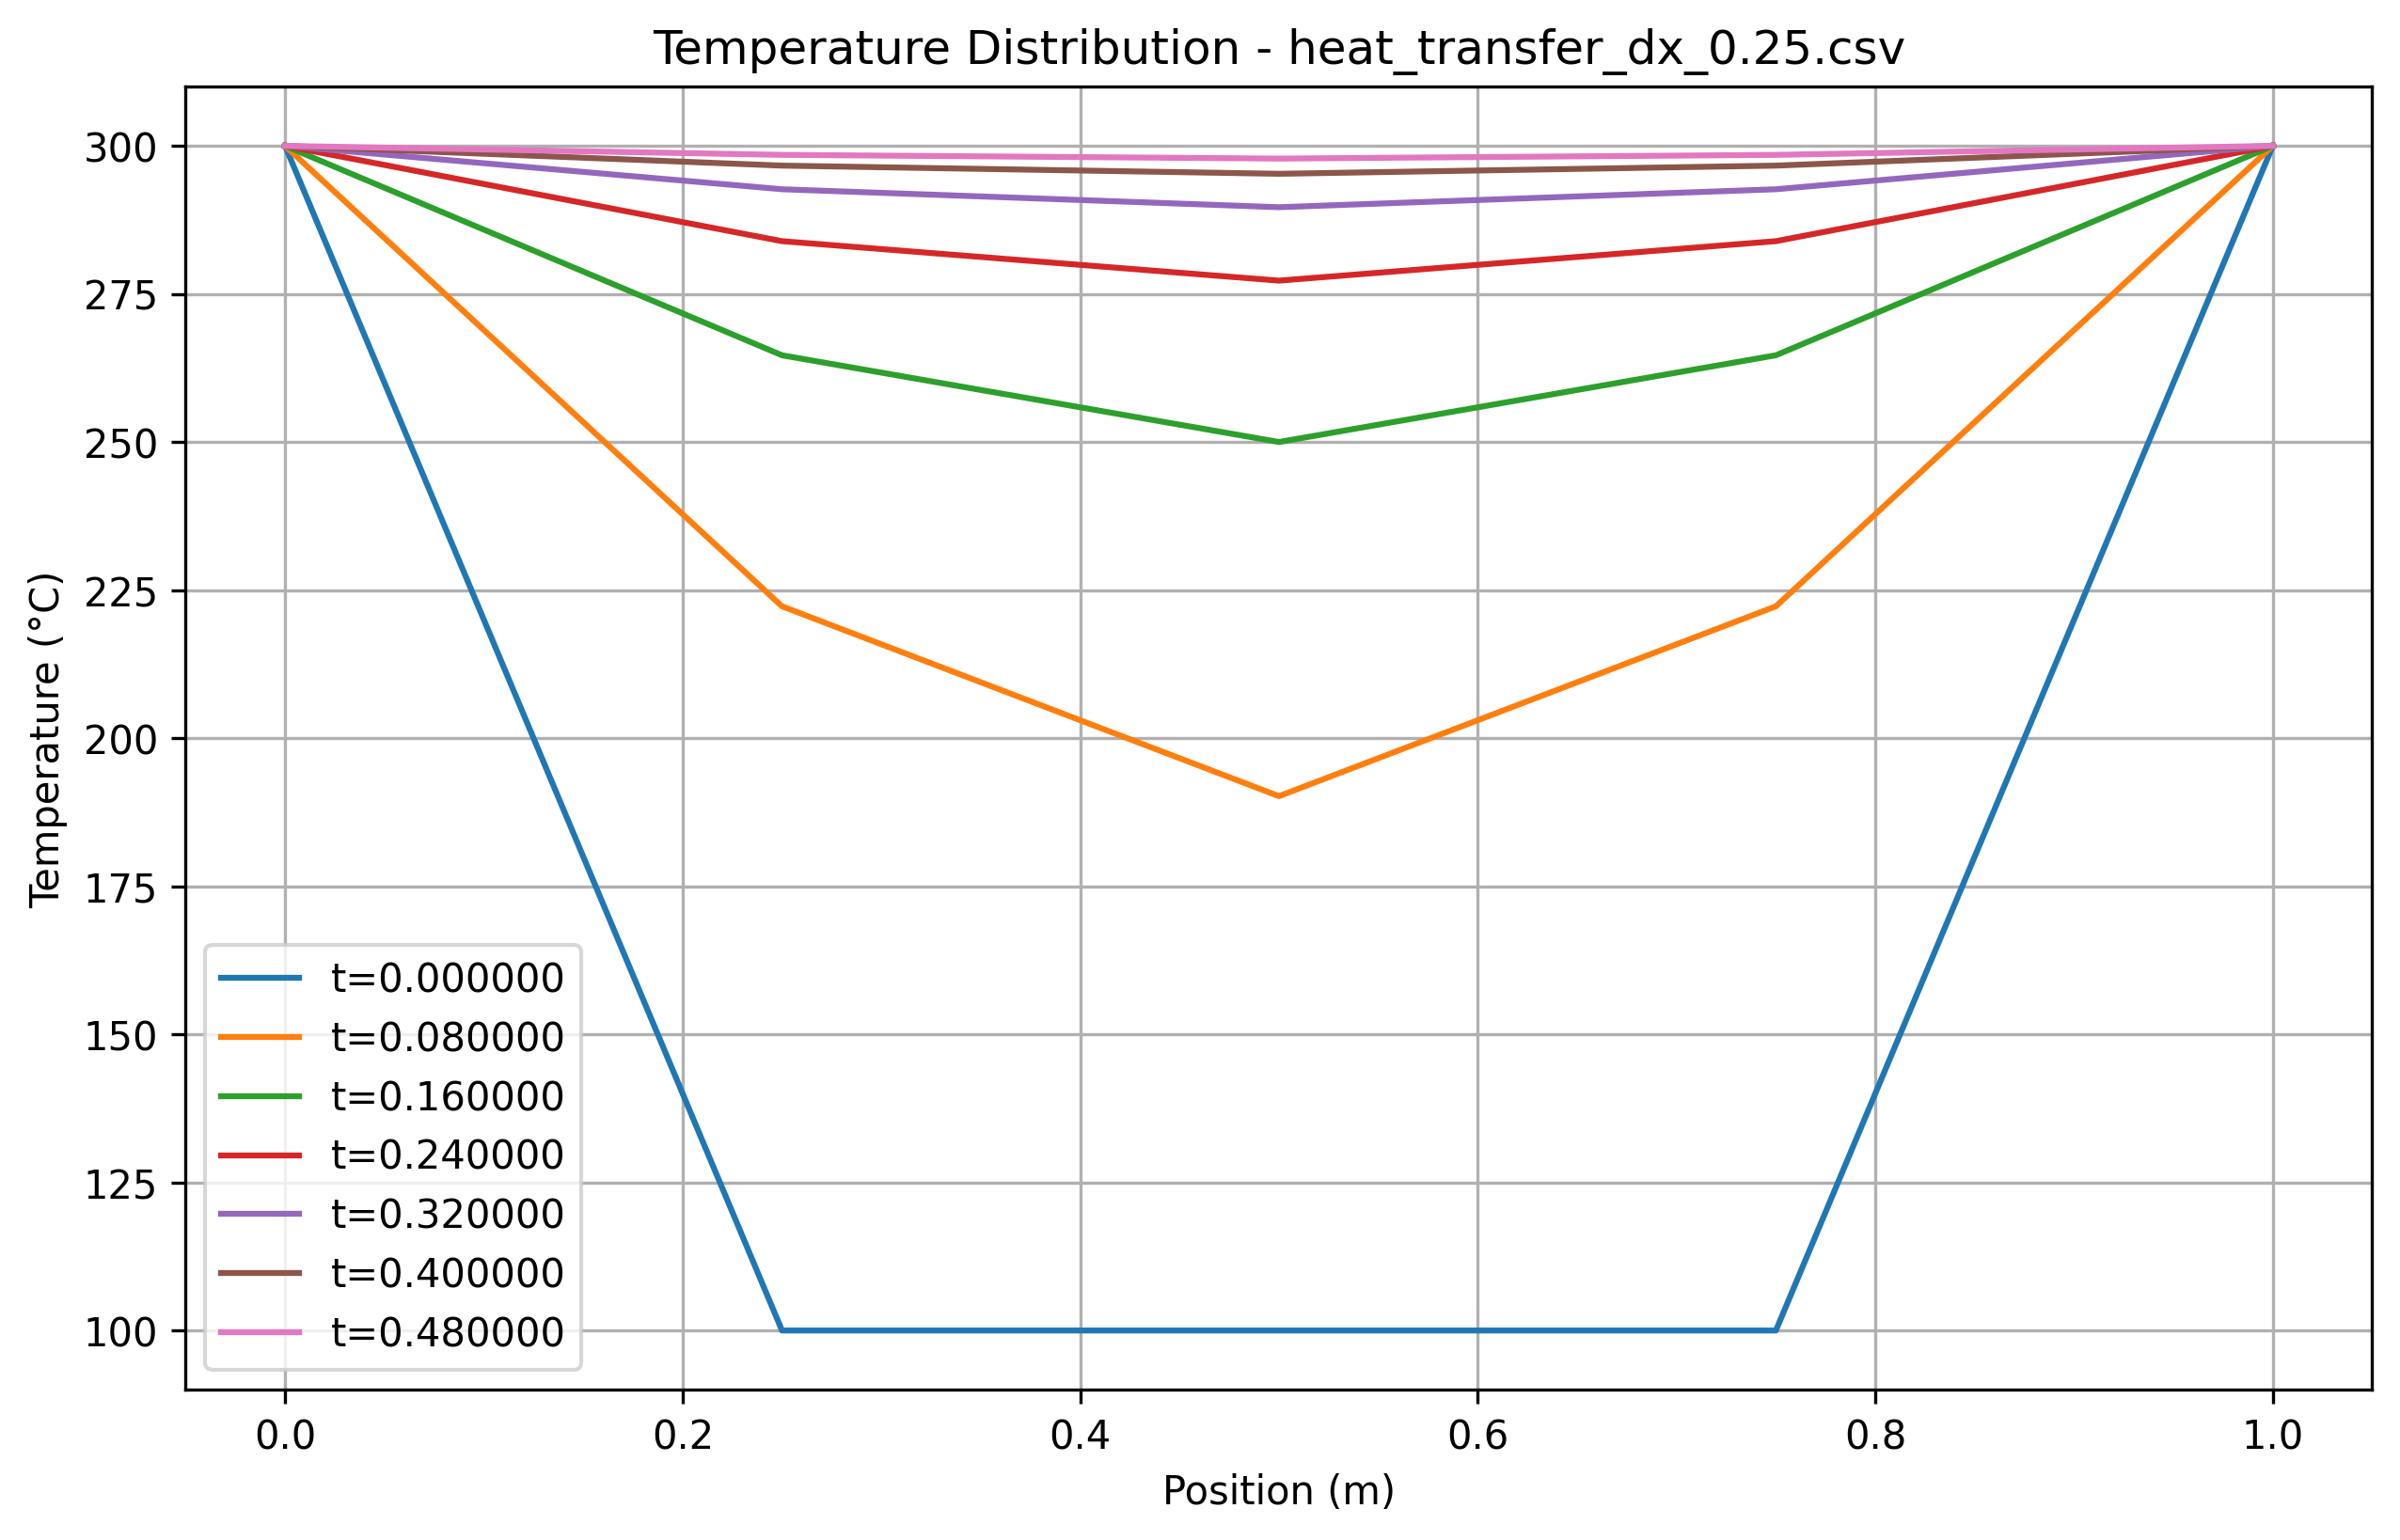 Temperature Distribution - heat_transfer_dx_0.25.csv
Temperature (°C)
300
275
250
225
200
175
150
125
100
t=0.000000
t=0.080000
t=0.160000
t=0.240000
t=0.320000
t=0.400000
t=0.480000
0.0 0.2 0.4 0.6 0.8 1.0
Position (m)